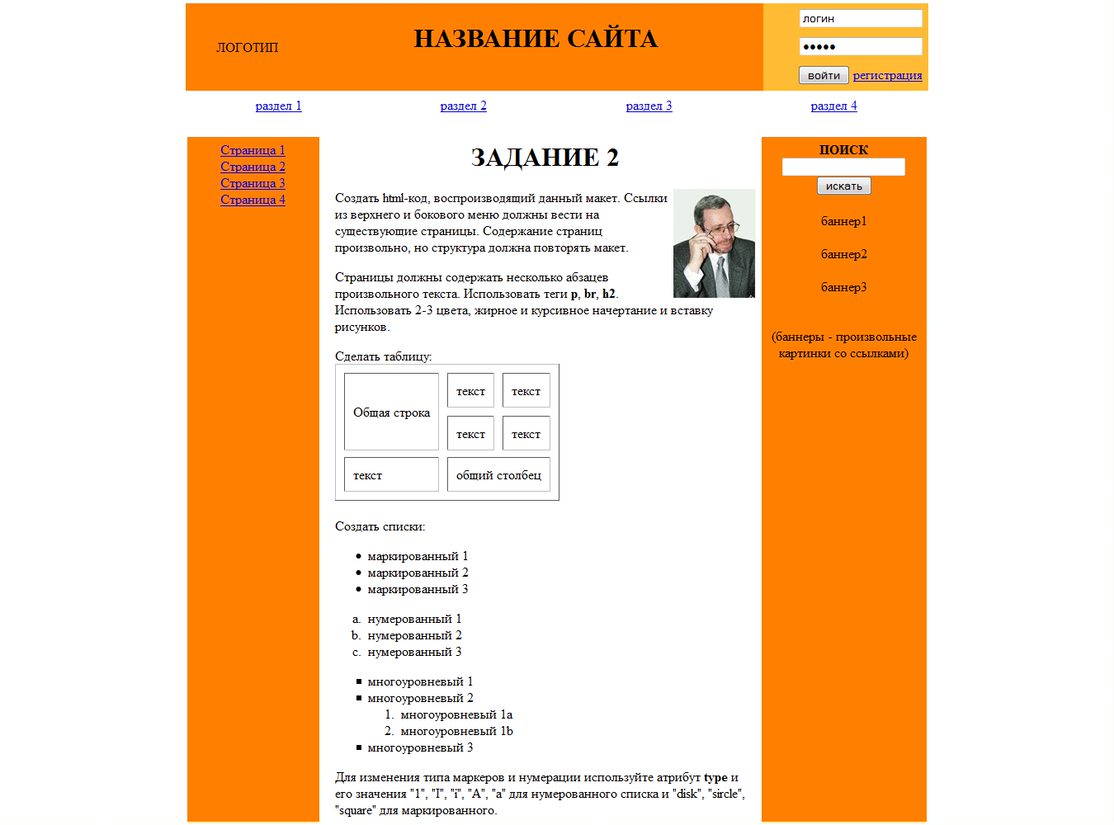 ЛОГОТИП
НАЗВАНИЕ САЙТА
логин
●●●●●
войти регистрация
раздел 1 раздел 2 раздел 3 раздел 4
Страница 1
Страница 2
Страница 3
Страница 4
ЗАДАНИЕ 2
Создать html-код, воспроизводящий данный макет. Ссылки
из верхнего и бокового меню должны вести на
существующие страницы. Содержание страниц
произвольно, но структура должна повторять макет.
Страницы должны содержать несколько абзацев
произвольного текста. Использовать теги p, br, h2.
Использовать 2-3 цвета, жирное и курсивное начертание и вставку
рисунков.
Сделать таблицу:
Общая строка
текст текст
текст текст
текст общий столбец
Создать списки:
• маркированный 1
• маркированный 2
• маркированный 3
a. нумерованный 1
b. нумерованный 2
c. нумерованный 3
▪ многоуровневый 1
▪ многоуровневый 2
1. многоуровневый 1a
2. многоуровневый 1b
▪ многоуровневый 3
Для изменения типа маркеров и нумерации используйте атрибут type и
его значения "1", "I", "i", "A", "a" для нумерованного списка и "disk", "sircle",
"square" для маркированного.
ПОИСК
искать
баннер1
баннер2
баннер3
(баннеры - произвольные
картинки со ссылками)